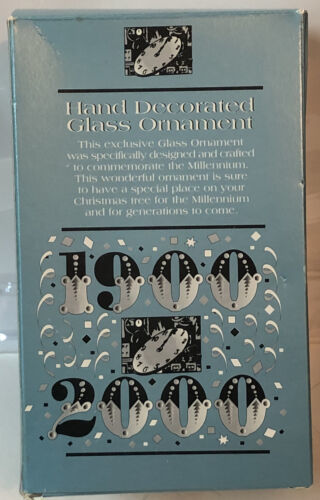 Hand Decorated
Glass Ornament
This exclusive Glass Ornament
was specifically designed and crafted
to commemorate the Millennium.
This wonderful ornament is sure
to have a special place on your
Christmas tree for the Millennium
and for generations to come.
1900
2000